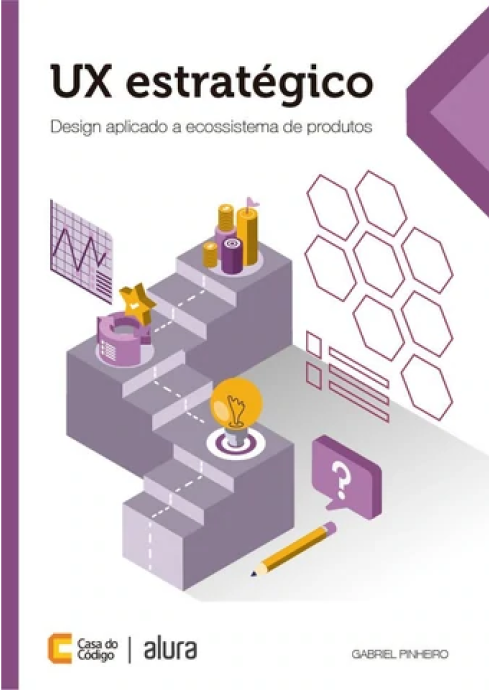 UX estratégico
Design aplicado a ecossistema de produtos
?
Casa do
Código | alura
GABRIEL PINHEIRO